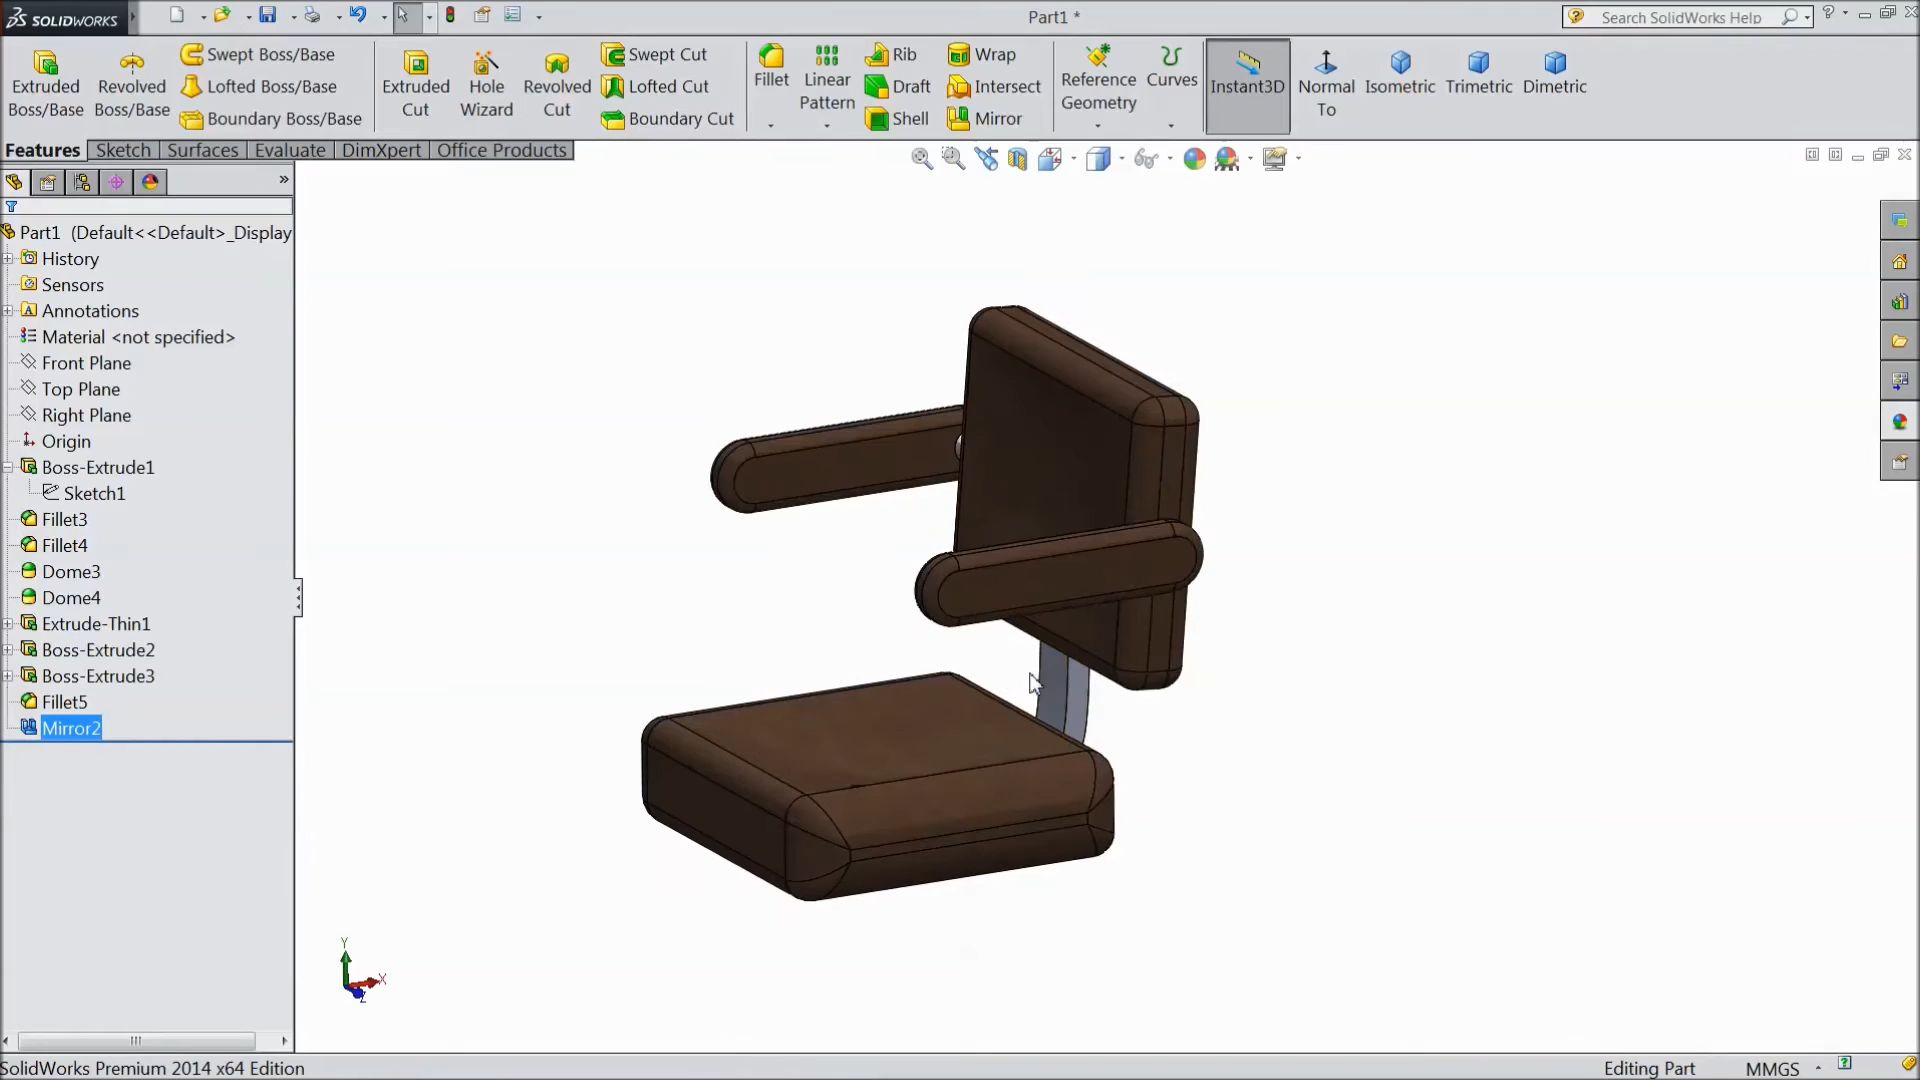 SOLIDWORKS
Part1 *
Search SolidWorks Help
Extruded Boss/Base
Revolved Boss/Base
Swept Boss/Base
Lofted Boss/Base
Boundary Boss/Base
Extruded Cut
Hole Wizard
Revolved Cut
Swept Cut
Lofted Cut
Boundary Cut
Fillet
Linear Pattern
Rib
Draft
Shell
Wrap
Intersect
Mirror
Reference Geometry
Curves
Instant3D
Normal To
Isometric
Trimetric
Dimetric
Features
Sketch
Surfaces
Evaluate
DimXpert
Office Products
Part1 (Default<<Default>_Display
History
Sensors
Annotations
Material <not specified>
Front Plane
Top Plane
Right Plane
Origin
Boss-Extrude1
Sketch1
Fillet3
Fillet4
Dome3
Dome4
Extrude-Thin1
Boss-Extrude2
Boss-Extrude3
Fillet5
Mirror2
Y
X
Z
SolidWorks Premium 2014 x64 Edition
Editing Part
MMGS